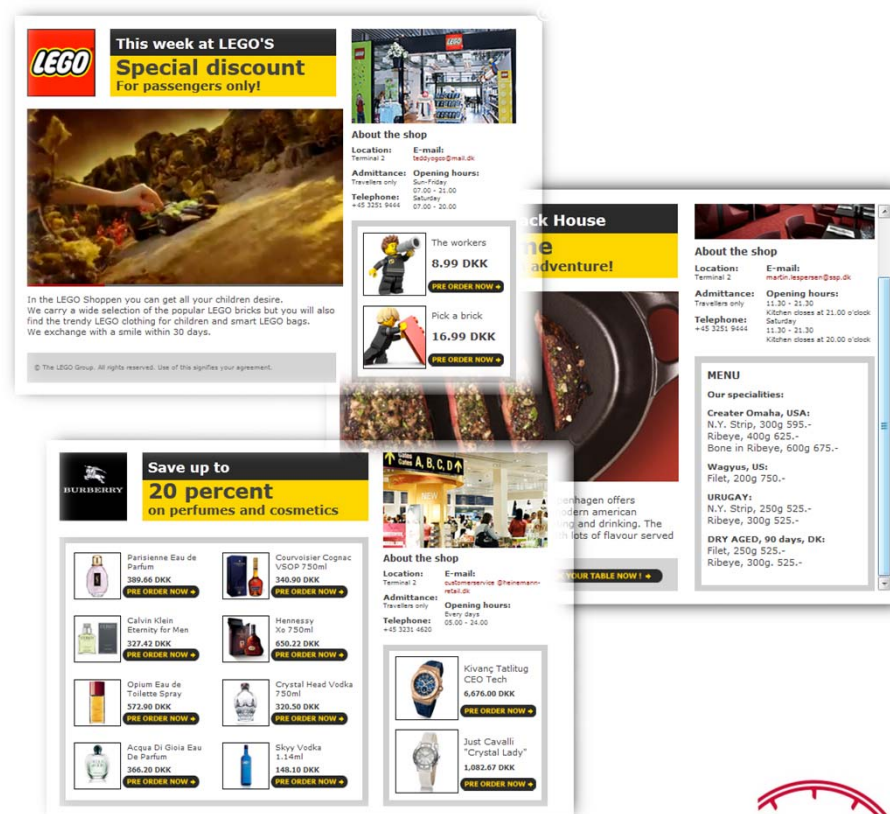 LEGO
This week at LEGO'S
Special discount
For passengers only!
LEGO
About the shop
Location:
Terminal 2
E-mail:
teddyogco@mail.dk
Admittance:
Travellers only
Opening hours:
Sun-Friday
07.00 - 21.00
Saturday
07.00 - 20.00
Telephone:
+45 3251 9444
In the LEGO Shoppen you can get all your children desire.
We carry a wide selection of the popular LEGO bricks but you will also
find the trendy LEGO clothing for children and smart LEGO bags.
We exchange with a smile within 30 days.
© The LEGO Group. All rights reserved. Use of this signifies your agreement.
The workers
8.99 DKK
PRE ORDER NOW
Pick a brick
16.99 DKK
PRE ORDER NOW
ck House
me
adventure!
About the shop
Location:
Terminal 2
E-mail:
martin.lespersen@ssp.dk
Admittance:
Travellers only
Opening hours:
11.30 - 21.30
Kitchen closes at 21.00 o'clock
Saturday
11.30 - 21.30
Kitchen closes at 20.00 o'clock
Telephone:
+45 3251 9444
MENU
Our specialities:
Creater Omaha, USA:
N.Y. Strip, 300g 595.-
Ribeye, 400g 625.-
Bone in Ribeye, 600g 675.-
Wagyus, US:
Filet, 200g 750.-
URUGAY:
N.Y. Strip, 250g 525.-
Ribeye, 300g 525.-
DRY AGED, 90 days, DK:
Filet, 250g 525.-
Ribeye, 300g. 525.-
penhagen offers
odern american
ng and drinking. The
h lots of flavour served
YOUR TABLE NOW !
BURBERRY
Save up to
20 percent
on perfumes and cosmetics
Gates A, B, C, D
NEW
About the shop
Location:
Terminal 2
E-mail:
customerservice @heinemann-
retail.dk
Admittance:
Travellers only
Opening hours:
Every days
05.00 - 24.00
Telephone:
+45 3231 4620
Parisienne Eau de
Parfum
389.66 DKK
PRE ORDER NOW
Courvoisier Cognac
VSOP 750ml
340.90 DKK
PRE ORDER NOW
Calvin Klein
Eternity for Men
327.42 DKK
PRE ORDER NOW
Hennessy
Xo 750ml
650.22 DKK
PRE ORDER NOW
Opium Eau de
Toilette Spray
572.90 DKK
PRE ORDER NOW
Crystal Head Vodka
750ml
320.50 DKK
PRE ORDER NOW
Acqua Di Gioia Eau
De Parfum
366.20 DKK
PRE ORDER NOW
Skyy Vodka
1.14ml
148.10 DKK
PRE ORDER NOW
Kivanç Tatlitug
CEO Tech
6,676.00 DKK
PRE ORDER NOW
Just Cavalli
"Crystal Lady"
1,082.67 DKK
PRE ORDER NOW